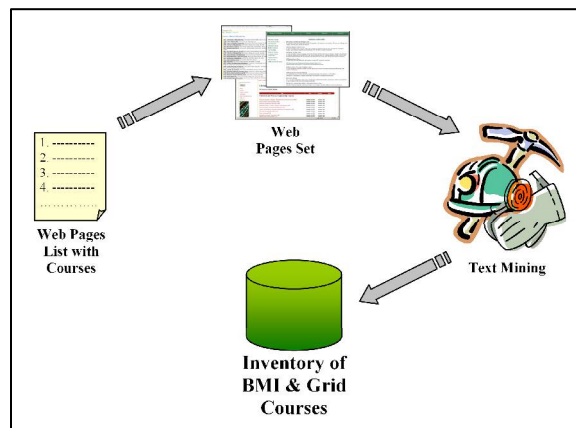 Web
Pages Set
1. --------
2 --------
3. --------
4. --------
..................
Web Pages
List with
Courses
Text Mining
Inventory of
BMI & Grid
Courses